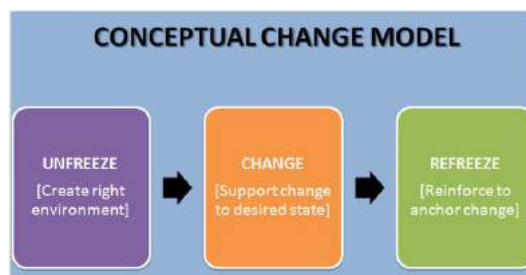 CONCEPTUAL CHANGE MODEL
UNFREEZE
[Create right
environment]
CHANGE
[Support change
to desired state]
REFREEZE
[Reinforce to
anchor change]